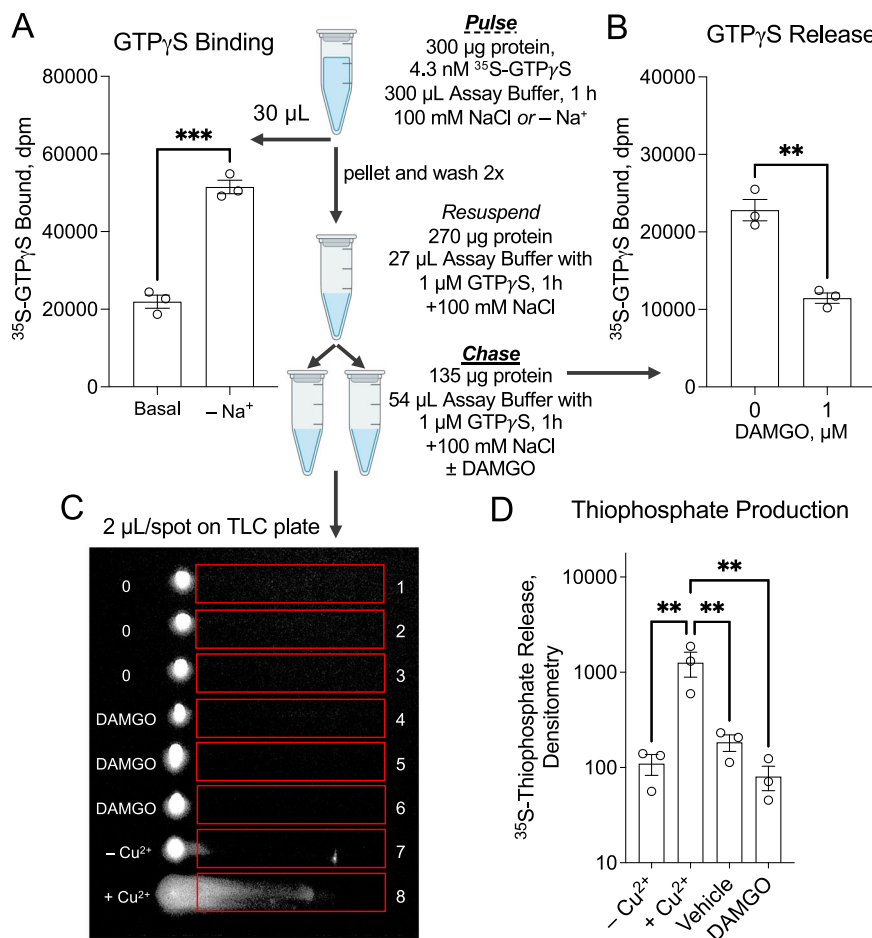 A
GTPγS Binding
³⁵S-GTPγS Bound, dpm
80000
60000
40000
20000
0
***
Basal
– Na⁺
30 µL
Pulse
300 µg protein,
4.3 nM ³⁵S-GTPγS
300 µL Assay Buffer, 1 h
100 mM NaCl or – Na⁺
pellet and wash 2x
Resuspend
270 µg protein
27 µL Assay Buffer with
1 µM GTPγS, 1h
+100 mM NaCl
Chase
135 µg protein
54 µL Assay Buffer with
1 µM GTPγS, 1h
+100 mM NaCl
± DAMGO
B
GTPγS Release
³⁵S-GTPγS Bound, dpm
40000
30000
20000
10000
0
**
0
1
DAMGO, µM
C
2 µL/spot on TLC plate
0
1
0
2
0
3
DAMGO
4
DAMGO
5
DAMGO
6
– Cu²⁺
7
+ Cu²⁺
8
D
Thiophosphate Production
³⁵S-Thiophosphate Release,
Densitometry
10000
1000
100
10
**
**
**
– Cu²⁺
+ Cu²⁺
Vehicle
DAMGO